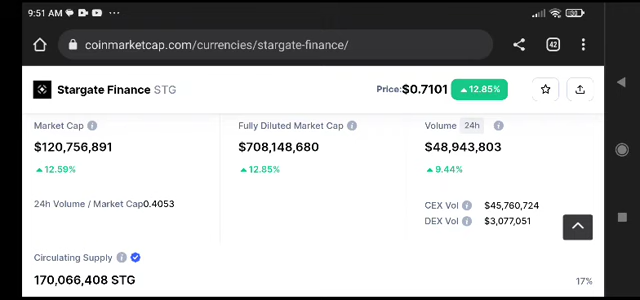 9:51 AM
42
coinmarketcap.com/currencies/stargate-finance/
Stargate Finance STG
Price:$0.7101 12.85%
Market Cap
$120,756,891
12.59%
24h Volume / Market Cap0.4053
Fully Diluted Market Cap
$708,148,680
12.85%
Volume 24h
$48,943,803
9.44%
CEX Vol $45,760,724
DEX Vol $3,077,051
Circulating Supply
170,066,408 STG
17%